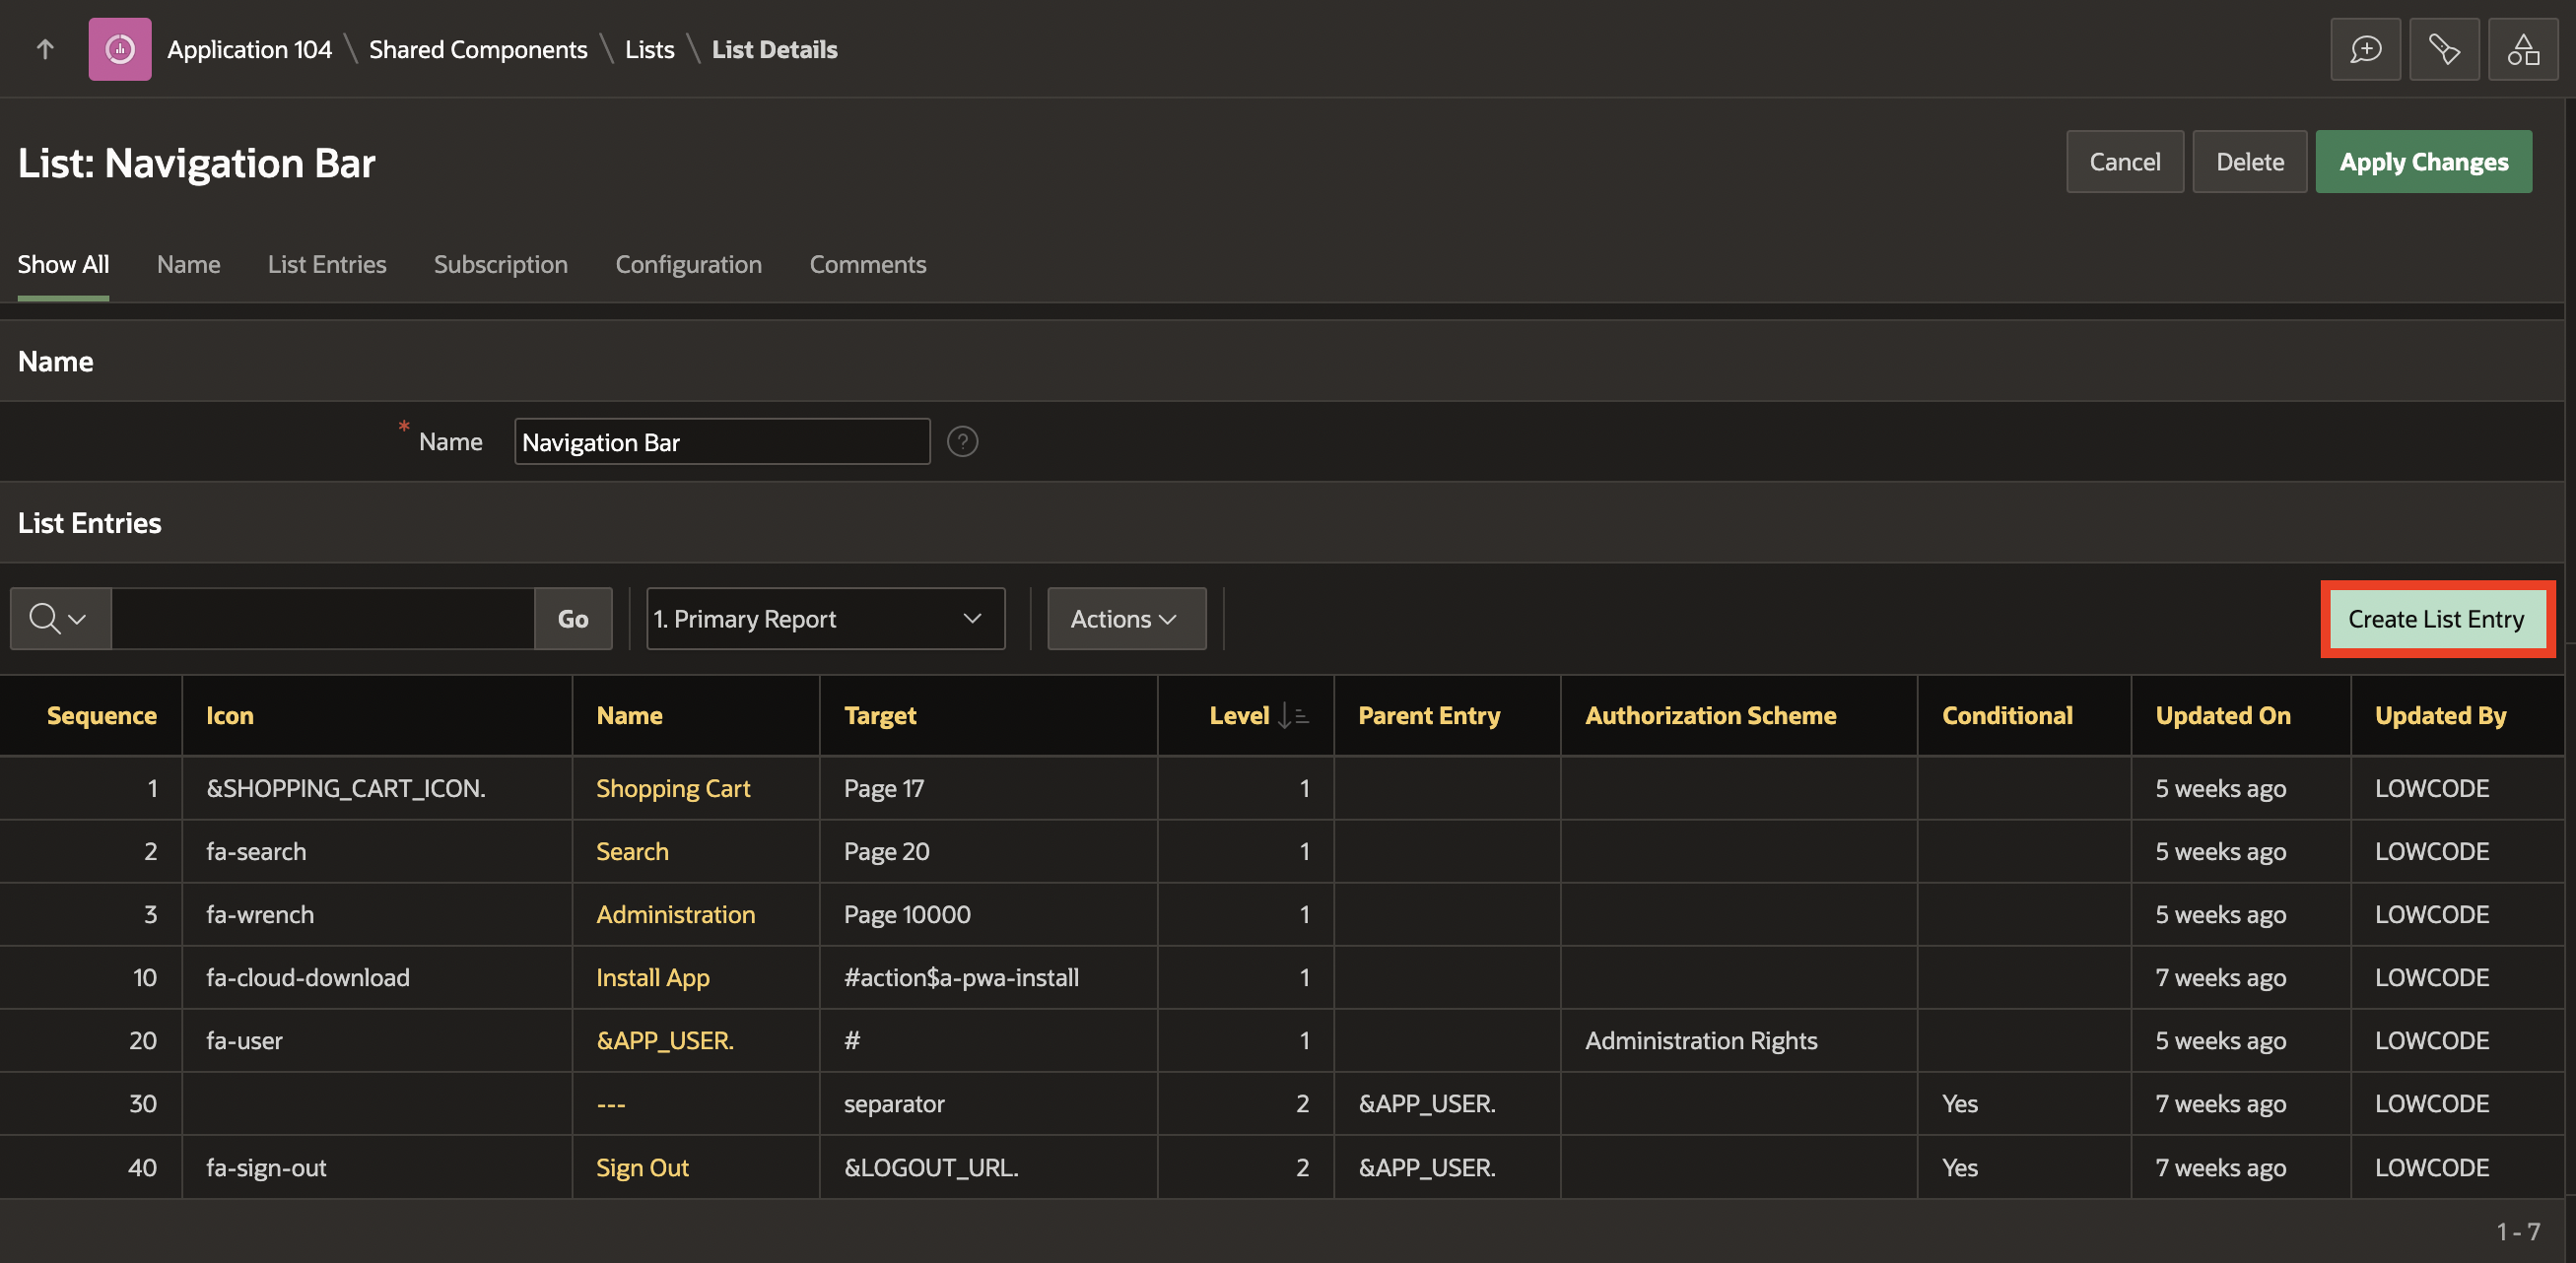 Application 104 \ Shared Components \ Lists \ List Details
List: Navigation Bar
Cancel Delete Apply Changes
Show All Name List Entries Subscription Configuration Comments
Name
* Name Navigation Bar ?
List Entries
Go 1. Primary Report Actions Create List Entry
Sequence Icon Name Target Level Parent Entry Authorization Scheme Conditional Updated On Updated By
1 &SHOPPING_CART_ICON. Shopping Cart Page 17 1 5 weeks ago LOWCODE
2 fa-search Search Page 20 1 5 weeks ago LOWCODE
3 fa-wrench Administration Page 10000 1 5 weeks ago LOWCODE
10 fa-cloud-download Install App #action$a-pwa-install 1 7 weeks ago LOWCODE
20 fa-user &APP_USER. # 1 Administration Rights 5 weeks ago LOWCODE
30 --- separator 2 &APP_USER. Yes 7 weeks ago LOWCODE
40 fa-sign-out Sign Out &LOGOUT_URL. 2 &APP_USER. Yes 7 weeks ago LOWCODE
1 - 7